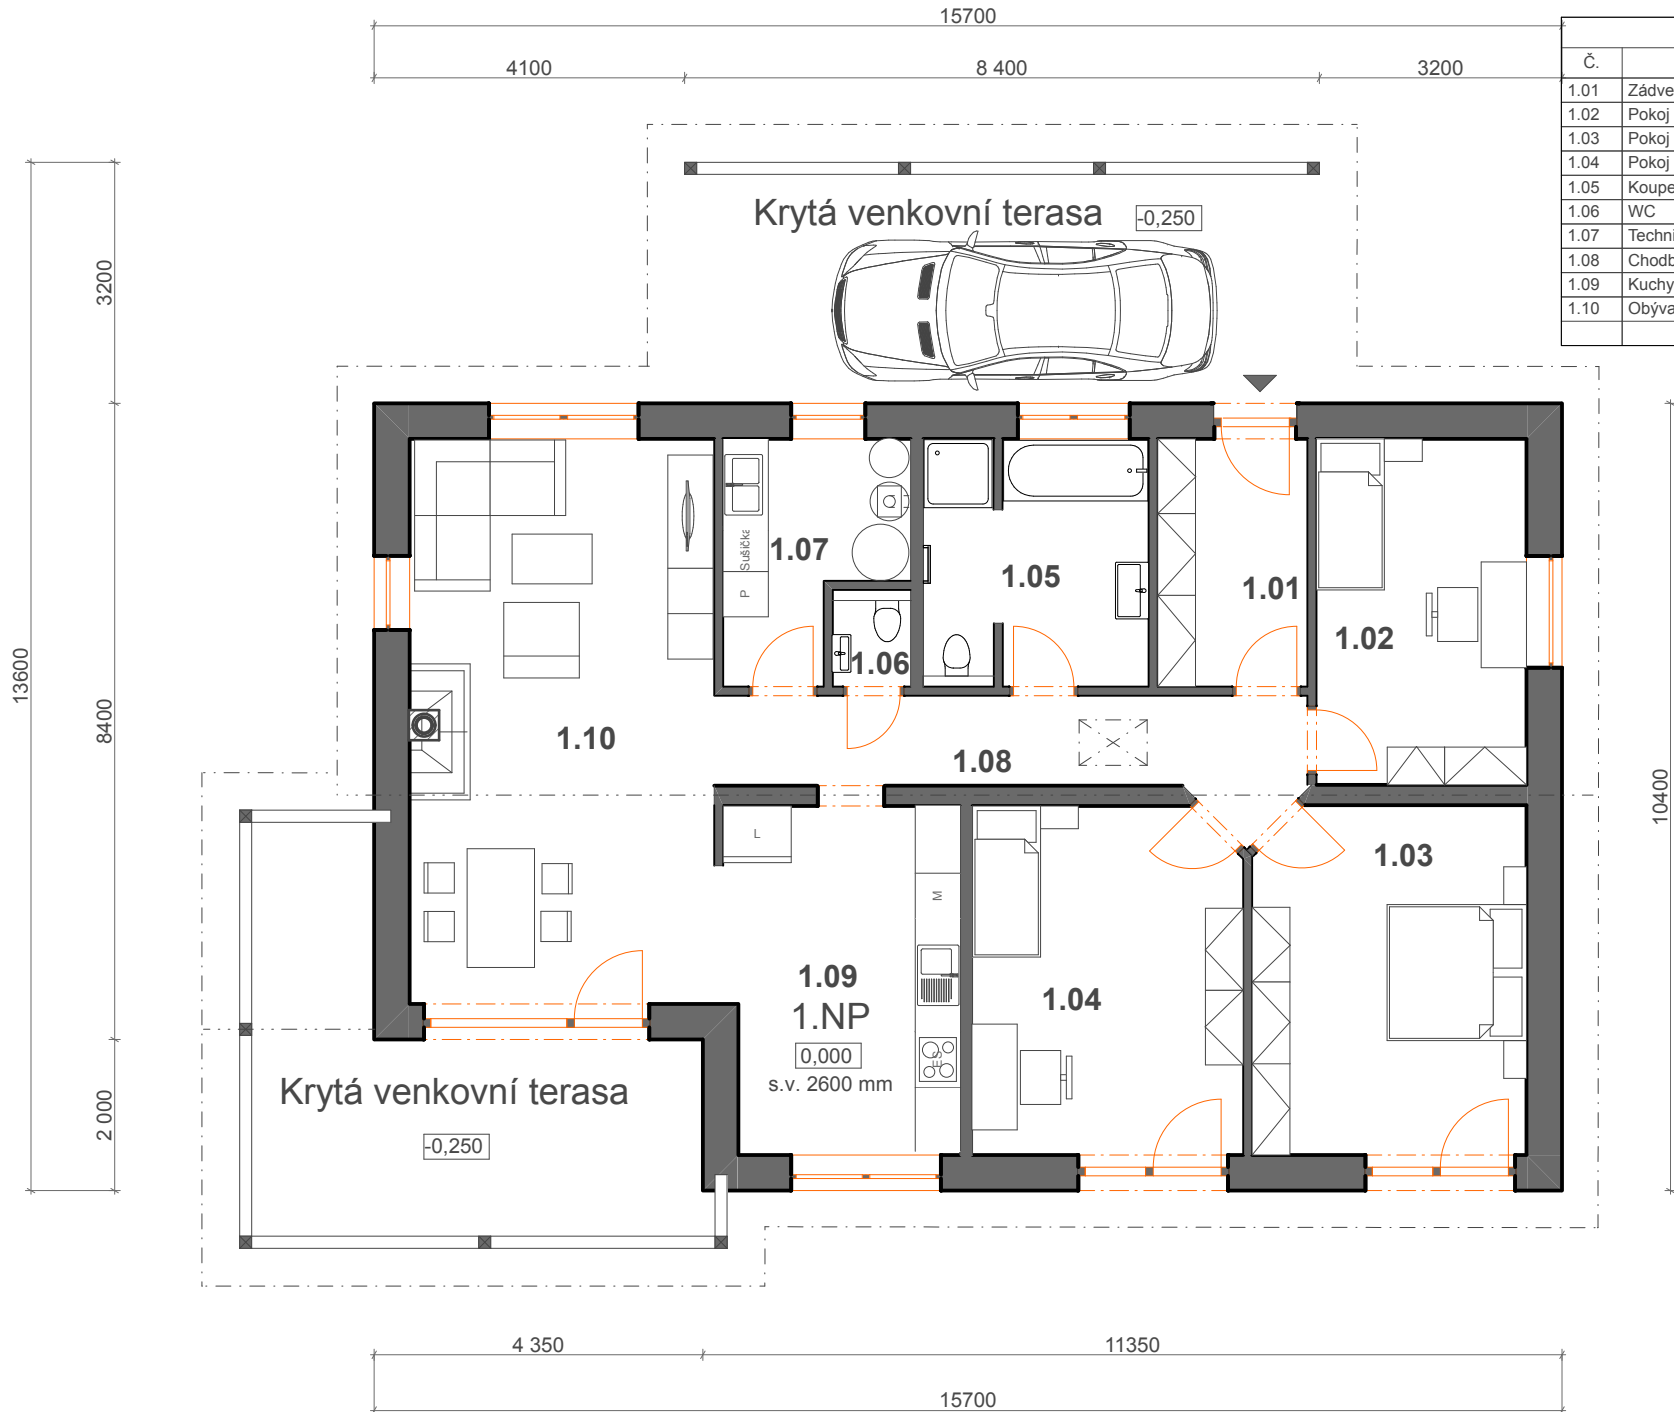 15700
4100
8 400
3200
Č.
1.01 Zádve
1.02 Pokoj
1.03 Pokoj
1.04 Pokoj
1.05 Koupe
1.06 WC
1.07 Techni
1.08 Chodb
1.09 Kuchy
1.10 Obýva
Krytá venkovní terasa
-0,250
13600
3200
8400
2 000
10400
Sušička
P
1.07
1.06
1.05
1.01
1.02
1.10
1.08
L
M
1.03
1.09
1.NP
0,000
s.v. 2600 mm
ES
1.04
Krytá venkovní terasa
-0,250
4 350
11350
15700